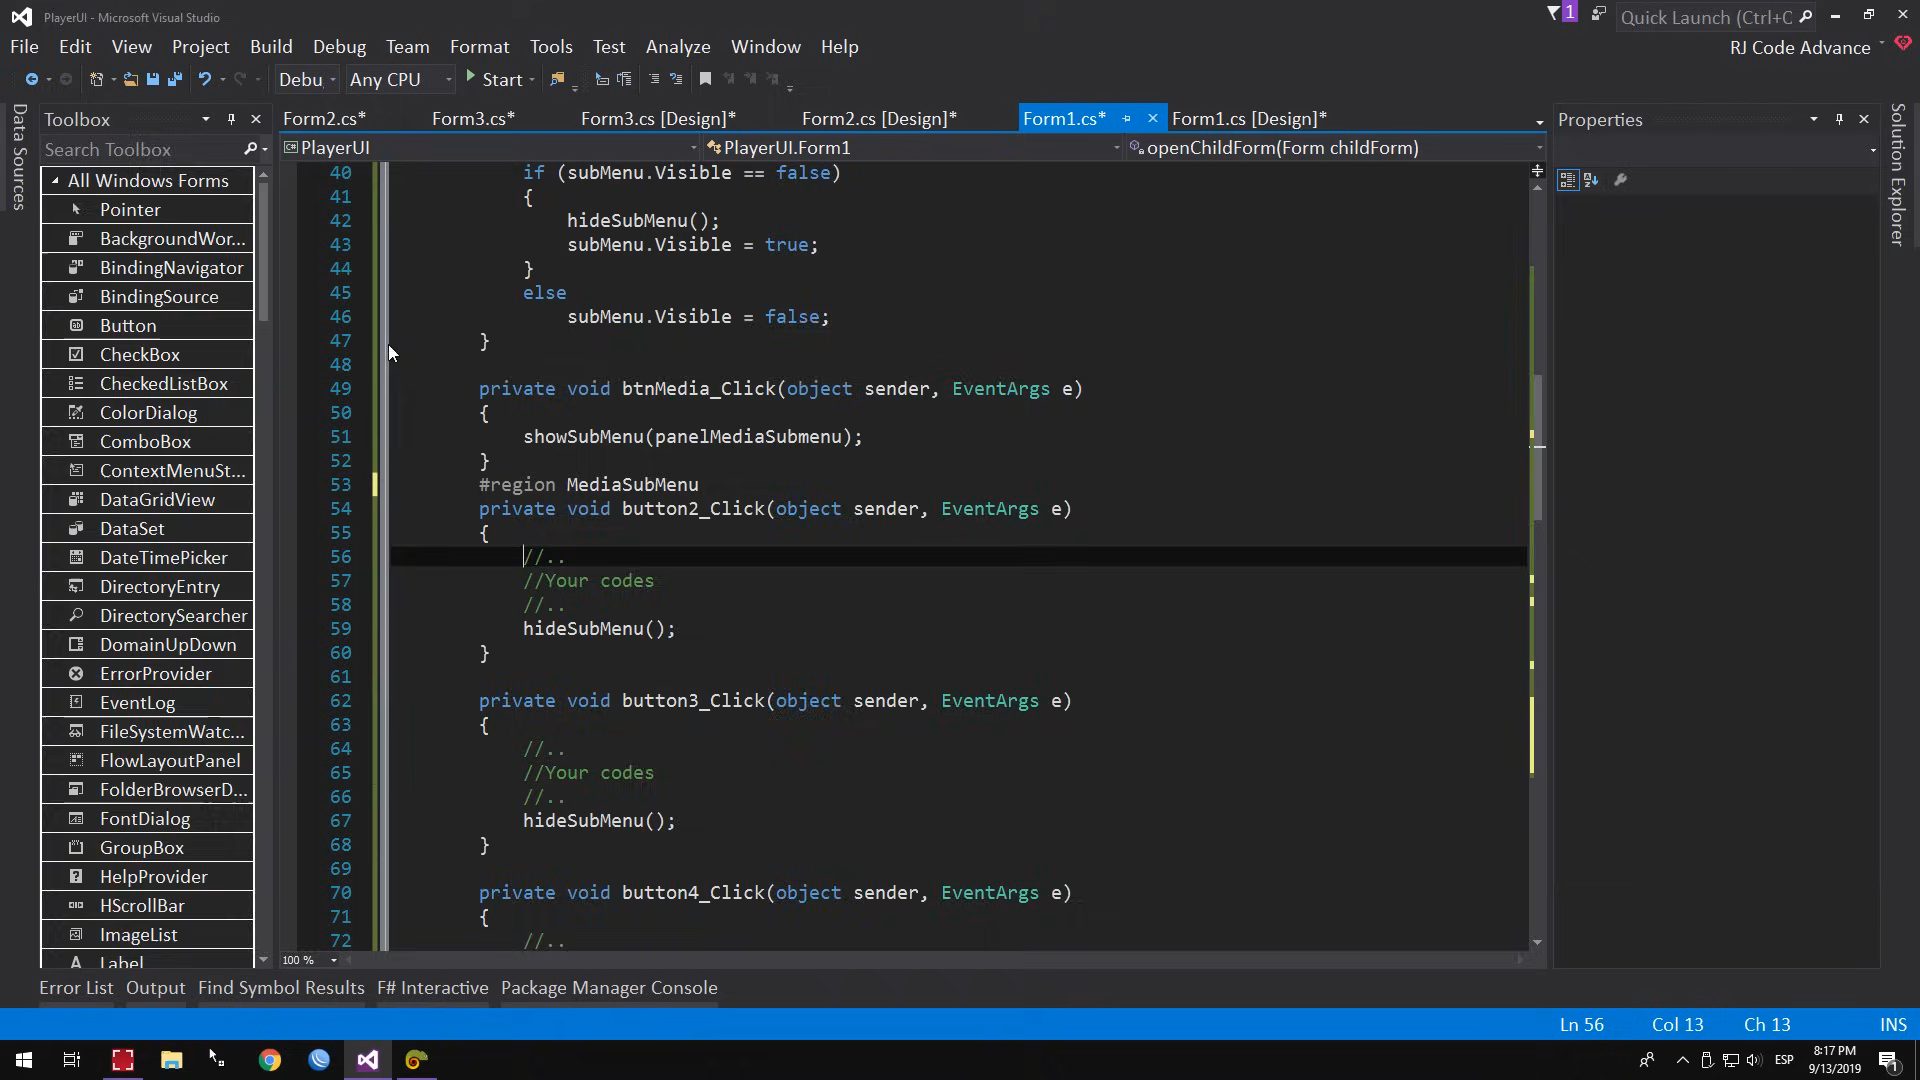 PlayerUI - Microsoft Visual Studio
1
Quick Launch (Ctrl+C
File Edit View Project Build Debug Team Format Tools Test Analyze Window Help
RJ Code Advance
Debu Any CPU Start
Data Sources
Toolbox
Search Toolbox
All Windows Forms
Pointer
BackgroundWor...
BindingNavigator
BindingSource
Button
CheckBox
CheckedListBox
ColorDialog
ComboBox
ContextMenuSt...
DataGridView
DataSet
DateTimePicker
DirectoryEntry
DirectorySearcher
DomainUpDown
ErrorProvider
EventLog
FileSystemWatc...
FlowLayoutPanel
FolderBrowserD...
FontDialog
GroupBox
HelpProvider
HScrollBar
ImageList
Label
Form2.cs* Form3.cs* Form3.cs [Design]* Form2.cs [Design]* Form1.cs* Form1.cs [Design]*
PlayerUI PlayerUI.Form1 openChildForm(Form childForm)
40 if (subMenu.Visible == false)
41 {
42 hideSubMenu();
43 subMenu.Visible = true;
44 }
45 else
46 subMenu.Visible = false;
47 }
48
49 private void btnMedia_Click(object sender, EventArgs e)
50 {
51 showSubMenu(panelMediaSubmenu);
52 }
53 #region MediaSubMenu
54 private void button2_Click(object sender, EventArgs e)
55 {
56 //..
57 //Your codes
58 //..
59 hideSubMenu();
60 }
61
62 private void button3_Click(object sender, EventArgs e)
63 {
64 //..
65 //Your codes
66 //..
67 hideSubMenu();
68 }
69
70 private void button4_Click(object sender, EventArgs e)
71 {
72 //..
100 %
Properties
Solution Explorer
Error List Output Find Symbol Results F# Interactive Package Manager Console
Ln 56 Col 13 Ch 13 INS
ESP
8:17 PM
9/13/2019
1